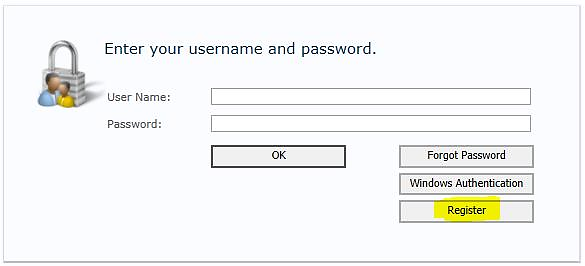 Enter your username and password.
User Name:
Password:
OK
Forgot Password
Windows Authentication
Register